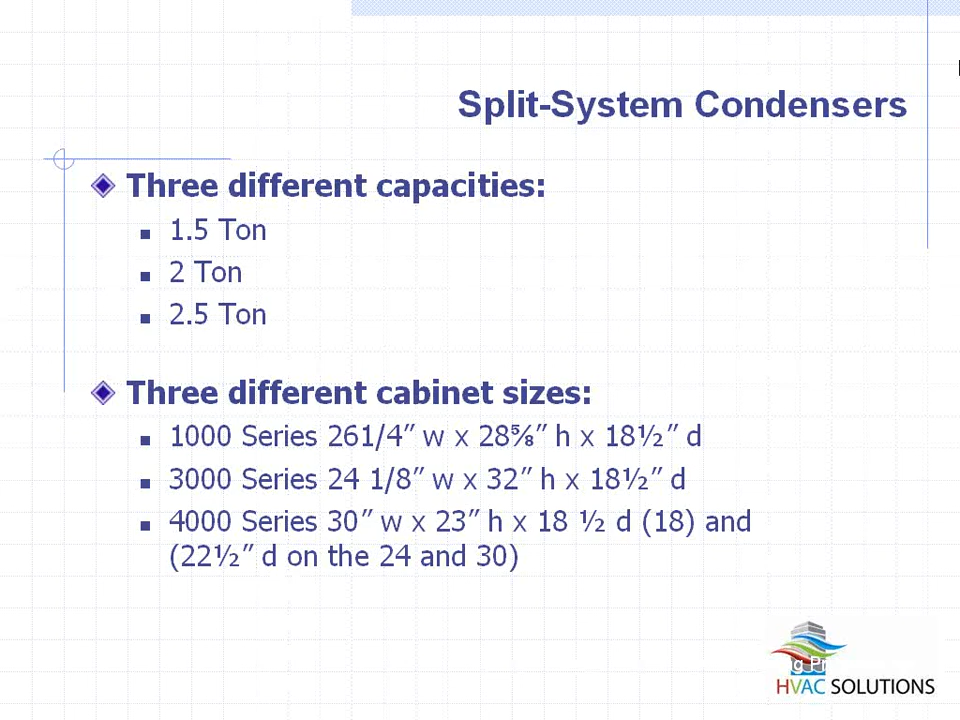 Split-System Condensers
Three different capacities:
1.5 Ton
2 Ton
2.5 Ton
Three different cabinet sizes:
1000 Series 261/4” w x 28⅝” h x 18½” d
3000 Series 24 1/8” w x 32” h x 18½” d
4000 Series 30” w x 23” h x 18 ½ d (18) and
(22½” d on the 24 and 30)
HVAC SOLUTIONS